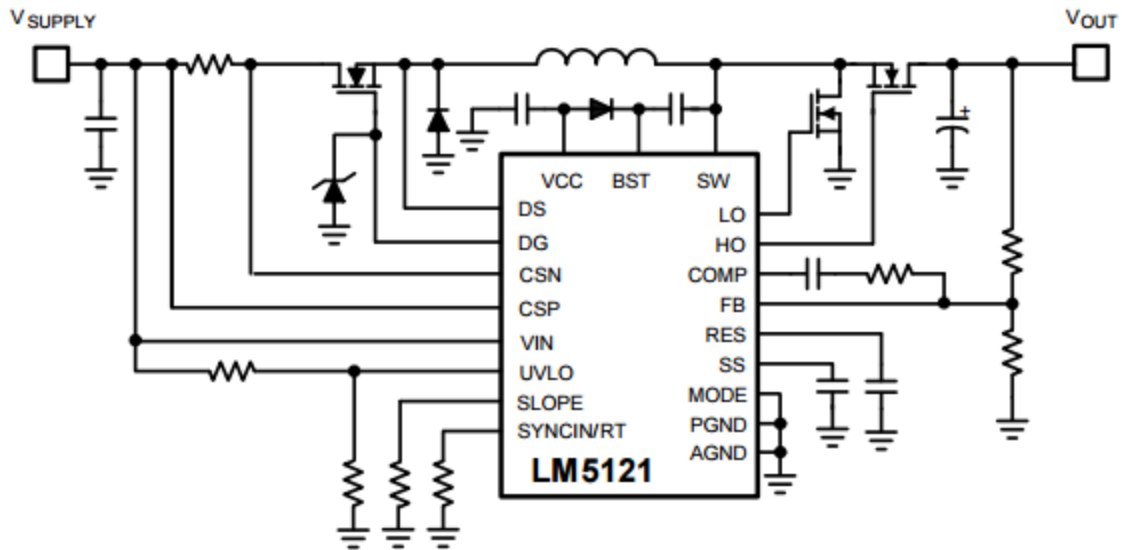 VSUPPLY
VOUT
VCC BST SW
DS
DG
CSN
CSP
VIN
UVLO
SLOPE
SYNCIN/RT
LO
HO
COMP
FB
RES
SS
MODE
PGND
AGND
LM5121
+